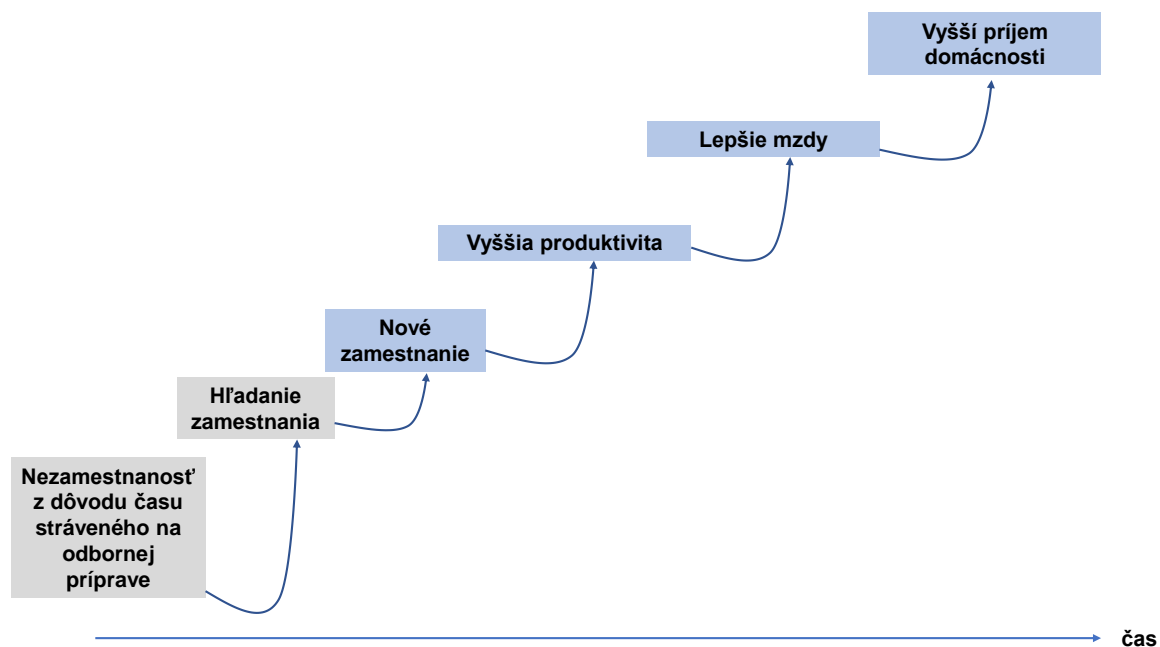 Vyšší príjem
domácnosti
Lepšie mzdy
Vyššia produktivita
Nové
zamestnanie
Hľadanie
zamestnania
Nezamestnanosť
z dôvodu času
stráveného na
odbornej
príprave
čas